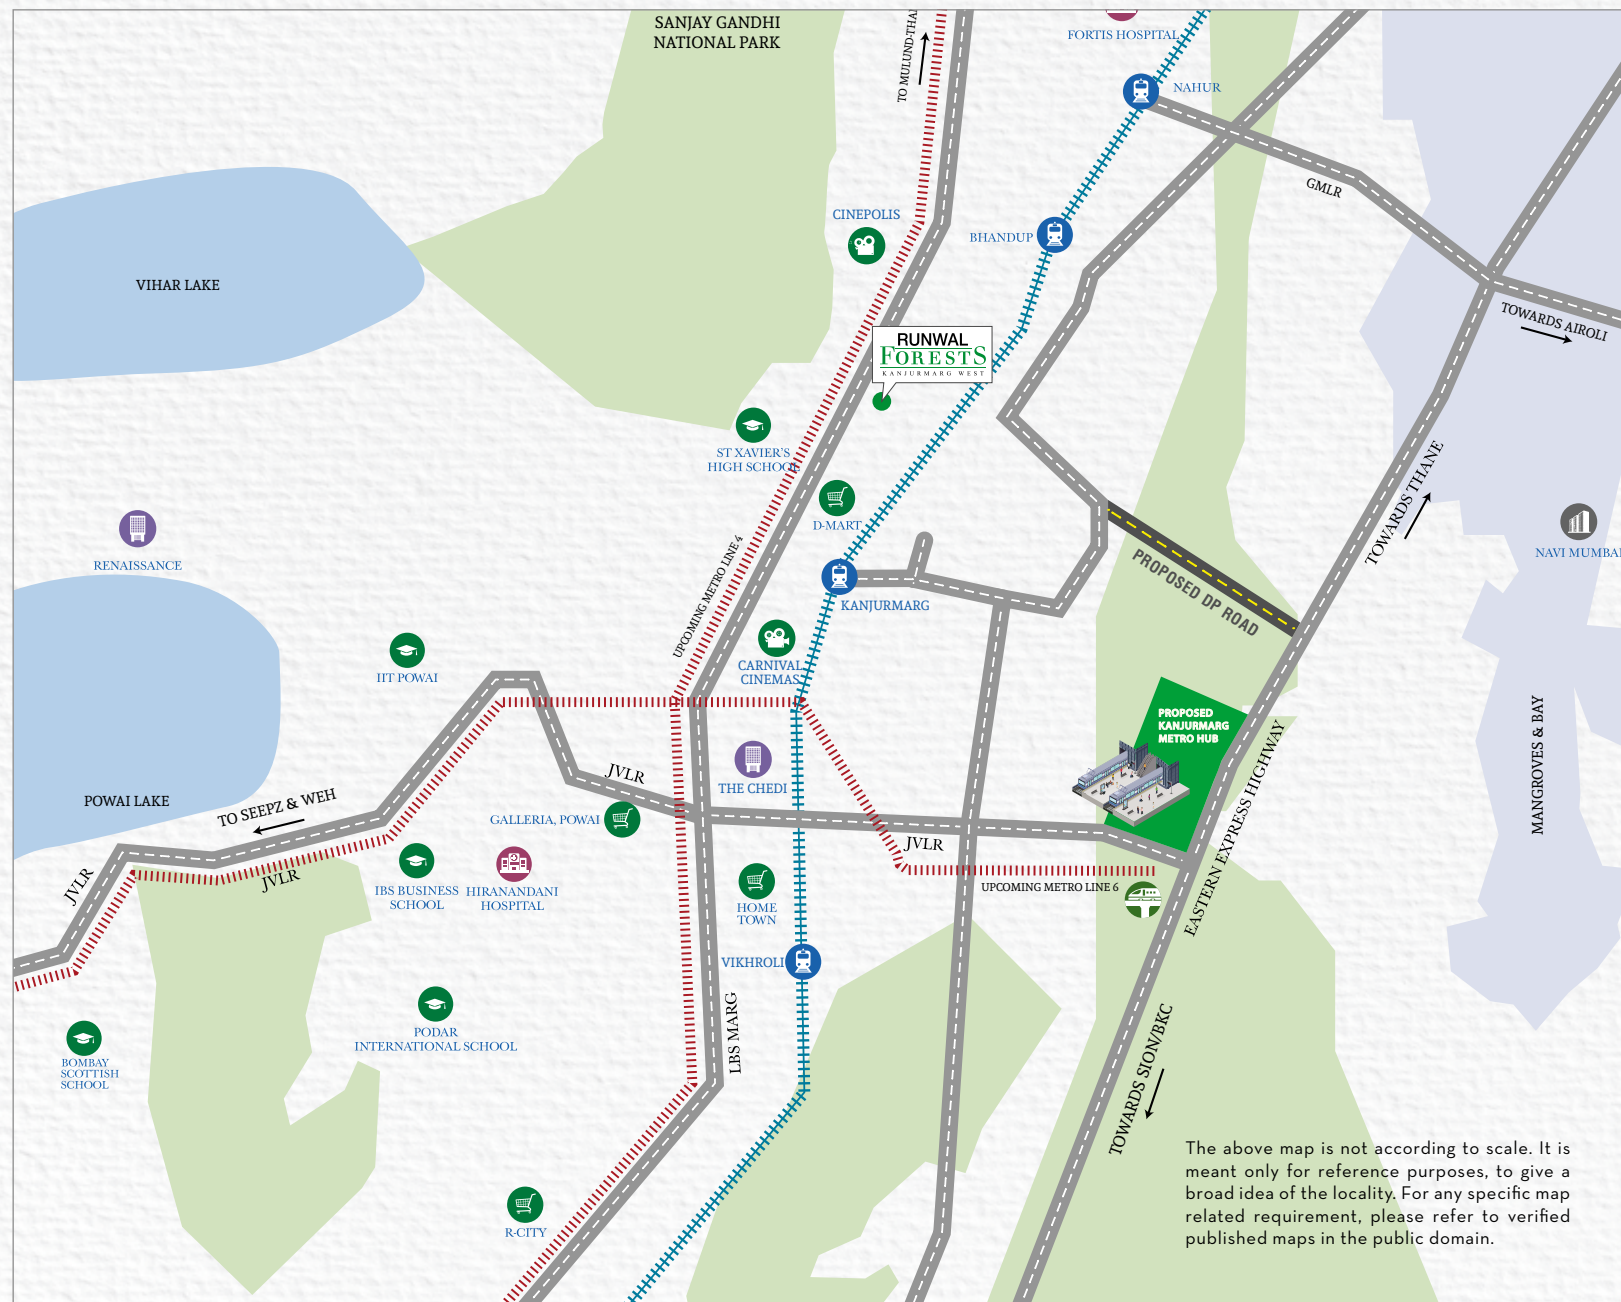 SANJAY GANDHI
NATIONAL PARK
FORTIS HOSPITAL
NAHUR
GMLR
CINEPOLIS
BHANDUP
VIHAR LAKE
TOWARDS AIROLI
RUNWAL
FORESTS
KANJURMARG WEST
ST XAVIER'S
HIGH SCHOOL
D-MART
TOWARDS THANE
RENAISSANCE
UPCOMING METRO LINE 4
PROPOSED DP ROAD
KANJURMARG
IIT POWAI
CARNIVAL
CINEMAS
PROPOSED
KANJURMARG
METRO HUB
MANGROVES & BAY
JVLR
THE CHEDI
EASTERN EXPRESS HIGHWAY
POWAI LAKE
TO SEEPZ & WEH
GALLERIA, POWAI
JVLR
JVLR
JVLR
IBS BUSINESS
SCHOOL
HIRANANDANI
HOSPITAL
UPCOMING METRO LINE 6
HOME
TOWN
VIKHROLI
LBS MARG
PODAR
INTERNATIONAL SCHOOL
BOMBAY
SCOTTISH
SCHOOL
TOWARDS SION/BKC
R-CITY
The above map is not according to scale. It is
meant only for reference purposes, to give a
broad idea of the locality. For any specific map
related requirement, please refer to verified
published maps in the public domain.